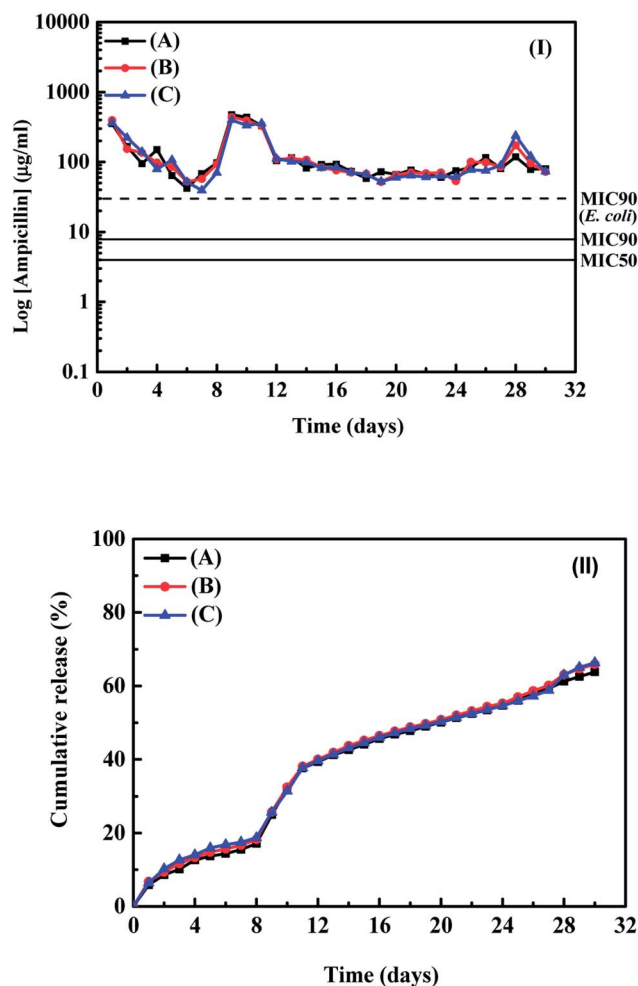 10000
(A)
(I)
(B)
1000
(C)
100
MIC90
(E. coli)
10
MIC90
MIC50
1
0.1
0 4 8 12 16 20 24 28 32
Log [Ampicillin] (μg/ml)
Time (days)
100
(A)
(II)
(B)
80
(C)
60
40
20
0
0 4 8 12 16 20 24 28 32
Cumulative release (%)
Time (days)